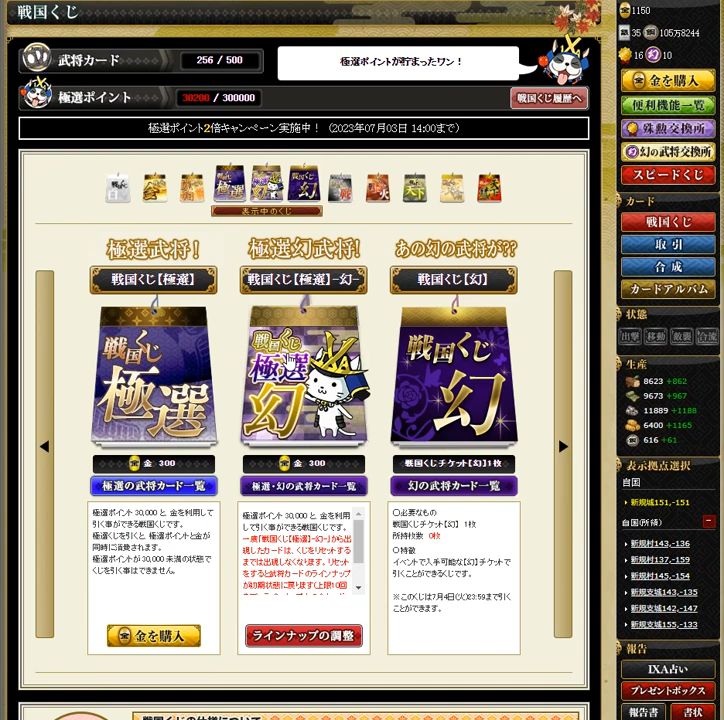 戦国くじ
武将カード
256 / 500
極選ポイントが貯まったワン！
極選ポイント
30200 / 300000
戦国くじ履歴へ
極選ポイント2倍キャンペーン実施中！（2023年07月03日 14:00まで）
表示中のくじ
極選武将！
戦国くじ【極選】
戦国くじ
極選
金 300
極選の武将カード一覧
極選ポイント 30,000 と 金を利用して
引く事ができる戦国くじです。
極選くじを引くと 極選ポイントと金が
同時に消費されます。
極選ポイントが30,000 未満の状態で
くじを引く事はできません。
金を購入
極選幻武将！
戦国くじ【極選】-幻-
戦国くじ
極選
幻
金 300
極選・幻の武将カード一覧
極選ポイント 30,000 と 金を利用し
て引く事ができる戦国くじです。
一度「戦国くじ【極選】-幻-」から出
現したカードは、くじをリセットする
までは出現しなくなります。リセッ
トをすると武将カードのラインナップ
が初期状態に戻ります(上限10回
ラインナップの調整
あの幻の武将が??
戦国くじ【幻】
戦国くじ
幻
戦国くじチケット【幻】1枚
幻の武将カード一覧
〇必要なもの
戦国くじチケット【幻】 1枚
所持枚数 0枚
〇特徴
イベントで入手可能な【幻】チケットで
引くことができるくじです。
※このくじは7月4日(火)23:59まで引く
ことができます。
戦国くじの仕様について
1150
35 105万8244
16 10
金を購入
便利機能一覧
殊勲交換所
幻の武将交換所
スピードくじ
カード
戦国くじ
取引
合成
カードアルバム
状態
出撃 移動 敵襲 合流
生産
8623 +862
9673 +967
11889 +1188
6400 +1165
616 +61
表示拠点選択
自国
新規城151,-151
自国(所領)
新規村143,-136
新規村137,-159
新規村145,-154
新規支城143,-135
新規支城142,-147
新規支城155,-133
報告
IXA占い
プレゼントボックス
報告書 書状